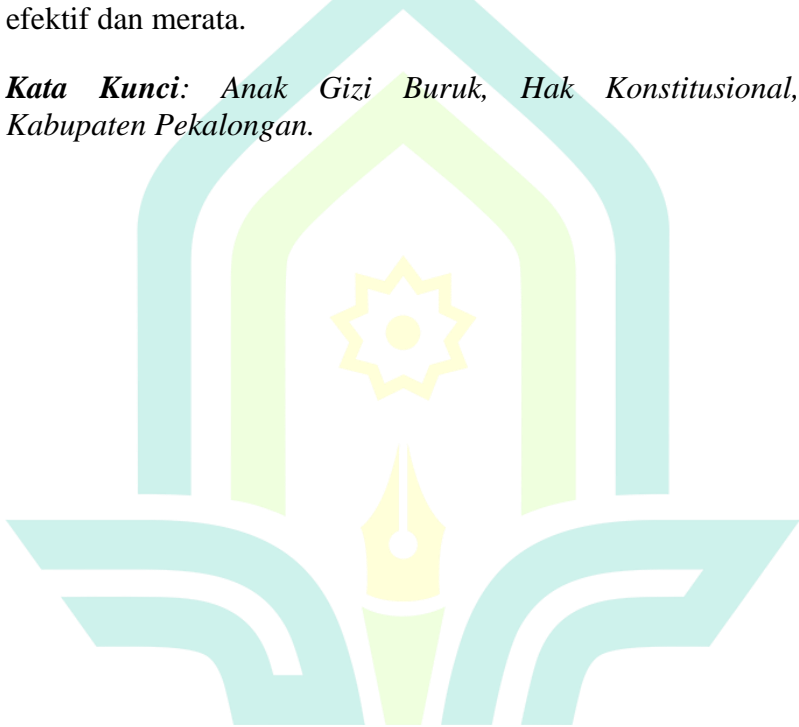 efektif dan merata.
Kata Kunci: Anak Gizi Buruk, Hak Konstitusional,
Kabupaten Pekalongan.